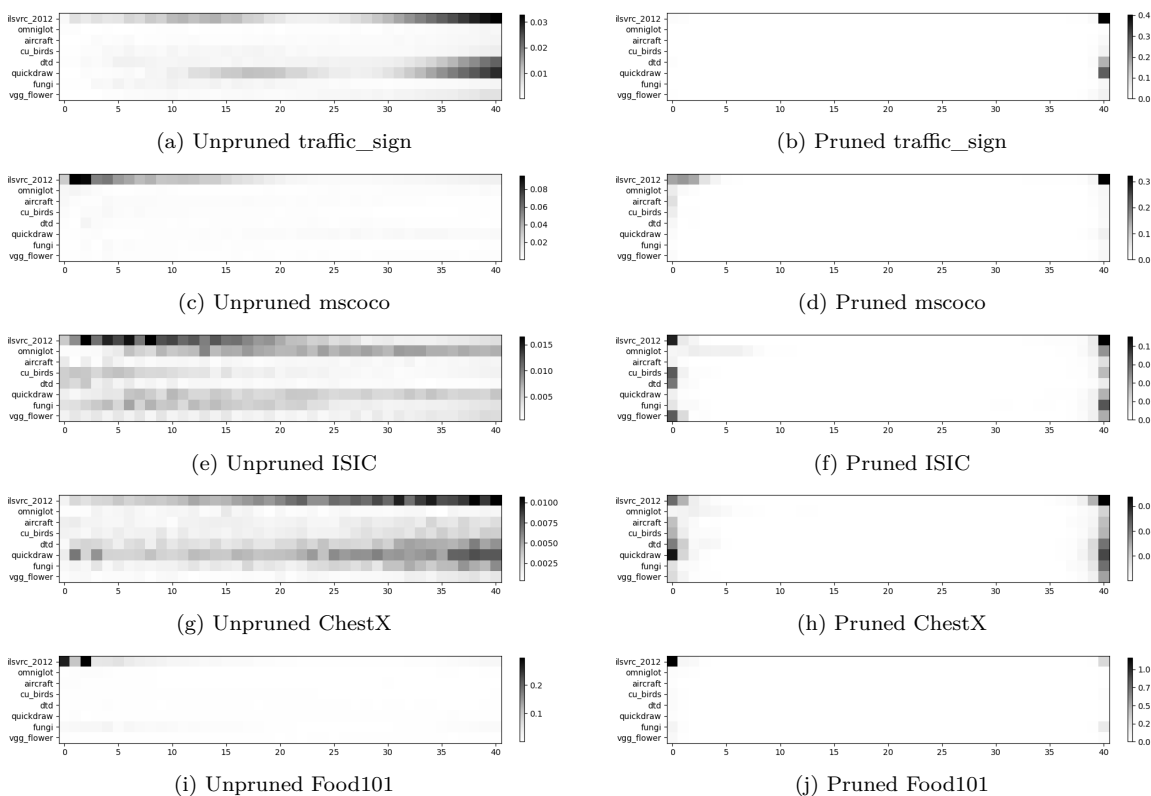 ilsvrc_2012
omniglot
aircraft
cu_birds
dtd
quickdraw
fungi
vgg_flower
0 5 10 15 20 25 30 35 40
0.03
0.02
0.01
(a) Unpruned traffic_sign
ilsvrc_2012
omniglot
aircraft
cu_birds
dtd
quickdraw
fungi
vgg_flower
0 5 10 15 20 25 30 35 40
0.4
0.3
0.2
0.1
0.0
(b) Pruned traffic_sign
ilsvrc_2012
omniglot
aircraft
cu_birds
dtd
quickdraw
fungi
vgg_flower
0 5 10 15 20 25 30 35 40
0.08
0.06
0.04
0.02
(c) Unpruned mscoco
ilsvrc_2012
omniglot
aircraft
cu_birds
dtd
quickdraw
fungi
vgg_flower
0 5 10 15 20 25 30 35 40
0.3
0.2
0.1
0.0
(d) Pruned mscoco
ilsvrc_2012
omniglot
aircraft
cu_birds
dtd
quickdraw
fungi
vgg_flower
0 5 10 15 20 25 30 35 40
0.015
0.010
0.005
(e) Unpruned ISIC
ilsvrc_2012
omniglot
aircraft
cu_birds
dtd
quickdraw
fungi
vgg_flower
0 5 10 15 20 25 30 35 40
0.1
0.0
0.0
0.0
0.0
(f) Pruned ISIC
ilsvrc_2012
omniglot
aircraft
cu_birds
dtd
quickdraw
fungi
vgg_flower
0 5 10 15 20 25 30 35 40
0.0100
0.0075
0.0050
0.0025
(g) Unpruned ChestX
ilsvrc_2012
omniglot
aircraft
cu_birds
dtd
quickdraw
fungi
vgg_flower
0 5 10 15 20 25 30 35 40
0.0
0.0
0.0
(h) Pruned ChestX
ilsvrc_2012
omniglot
aircraft
cu_birds
dtd
quickdraw
fungi
vgg_flower
0 5 10 15 20 25 30 35 40
0.2
0.1
(i) Unpruned Food101
ilsvrc_2012
omniglot
aircraft
cu_birds
dtd
quickdraw
fungi
vgg_flower
0 5 10 15 20 25 30 35 40
1.0
0.7
0.5
0.2
0.0
(j) Pruned Food101